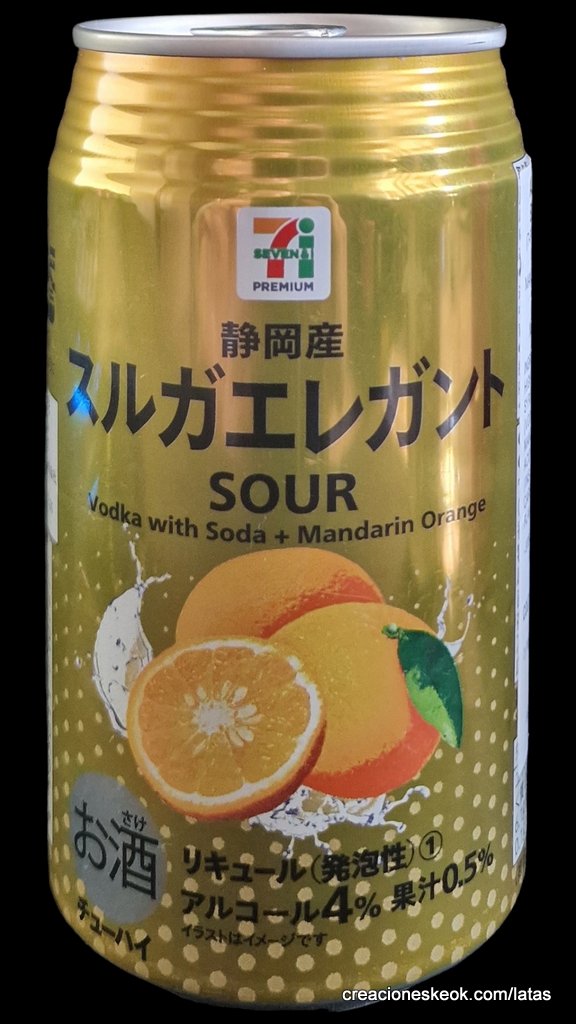 SEVEN & i
PREMIUM
静岡産
スルガエレガント
SOUR
Vodka with Soda + Mandarin Orange
さけ
お酒
チューハイ
リキュール(発泡性)①
アルコール4% 果汁0.5%
イラストはイメージです
creacioneskeok.com/latas